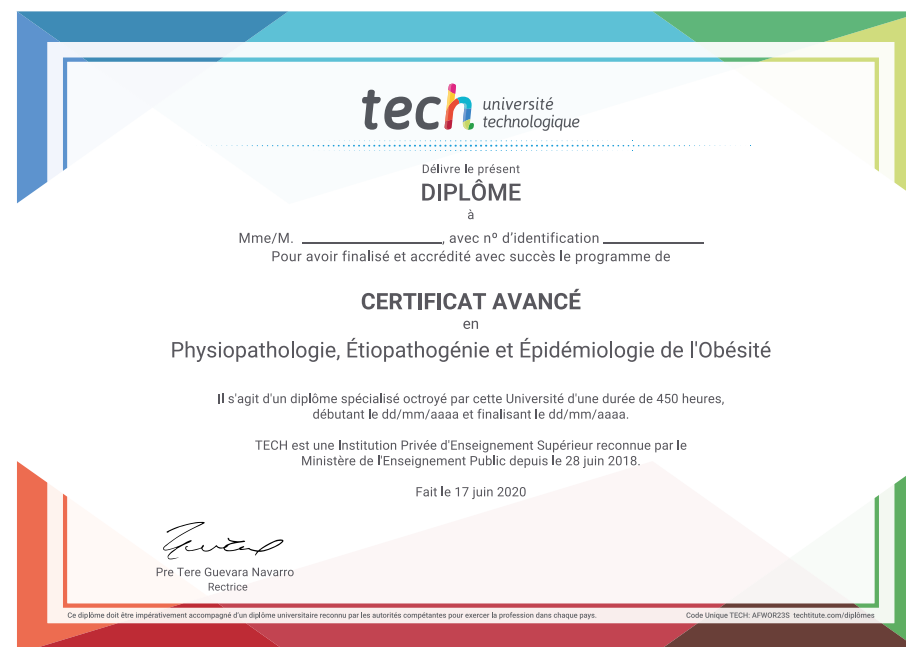 tech université
technologique
Délivre le présent
DIPLÔME
à
Mme/M. ____________________, avec nº d'identification ______________
Pour avoir finalisé et accrédité avec succès le programme de
CERTIFICAT AVANCÉ
en
Physiopathologie, Étiopathogénie et Épidémiologie de l'Obésité
Il s'agit d'un diplôme spécialisé octroyé par cette Université d'une durée de 450 heures,
débutant le dd/mm/aaaa et finalisant le dd/mm/aaaa.
TECH est une Institution Privée d'Enseignement Supérieur reconnue par le
Ministère de l'Enseignement Public depuis le 28 juin 2018.
Fait le 17 juin 2020
Pre Tere Guevara Navarro
Rectrice
Ce diplôme doit être impérativement accompagné d'un diplôme universitaire reconnu par les autorités compétentes pour exercer la profession dans chaque pays.
Code Unique TECH: AFWOR23S techtitute.com/diplômes